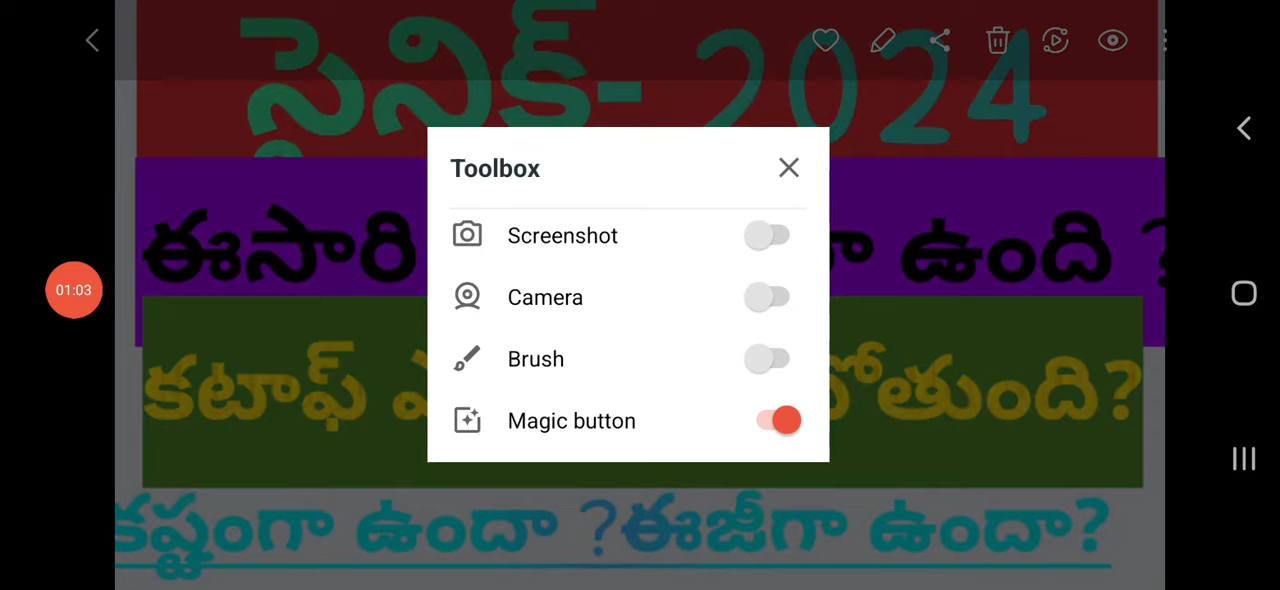 సైనిక్- 2024
Toolbox
Screenshot
ఈసారి
ఉంది ?
01:03
Camera
Brush
కటాఫ్
Magic button
కష్టంగా ఉందా ?ఈజీగా ఉందా?